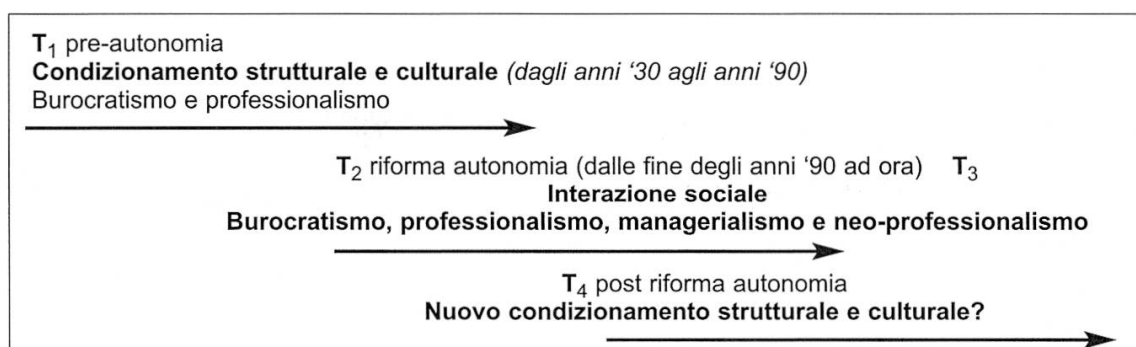 T₁ pre-autonomia
Condizionamento strutturale e culturale (dagli anni ‘30 agli anni ‘90)
Burocratismo e professionalismo
T₂ riforma autonomia (dalle fine degli anni ‘90 ad ora) T₃
Interazione sociale
Burocratismo, professionalismo, managerialismo e neo-professionalismo
T₄ post riforma autonomia
Nuovo condizionamento strutturale e culturale?